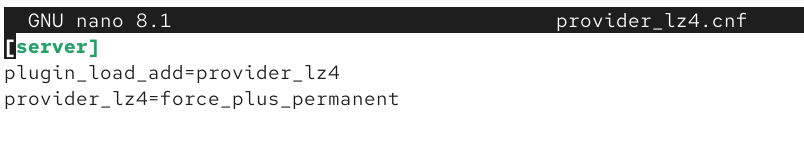 GNU nano 8.1 provider_lz4.cnf
[server]
plugin_load_add=provider_lz4
provider_lz4=force_plus_permanent